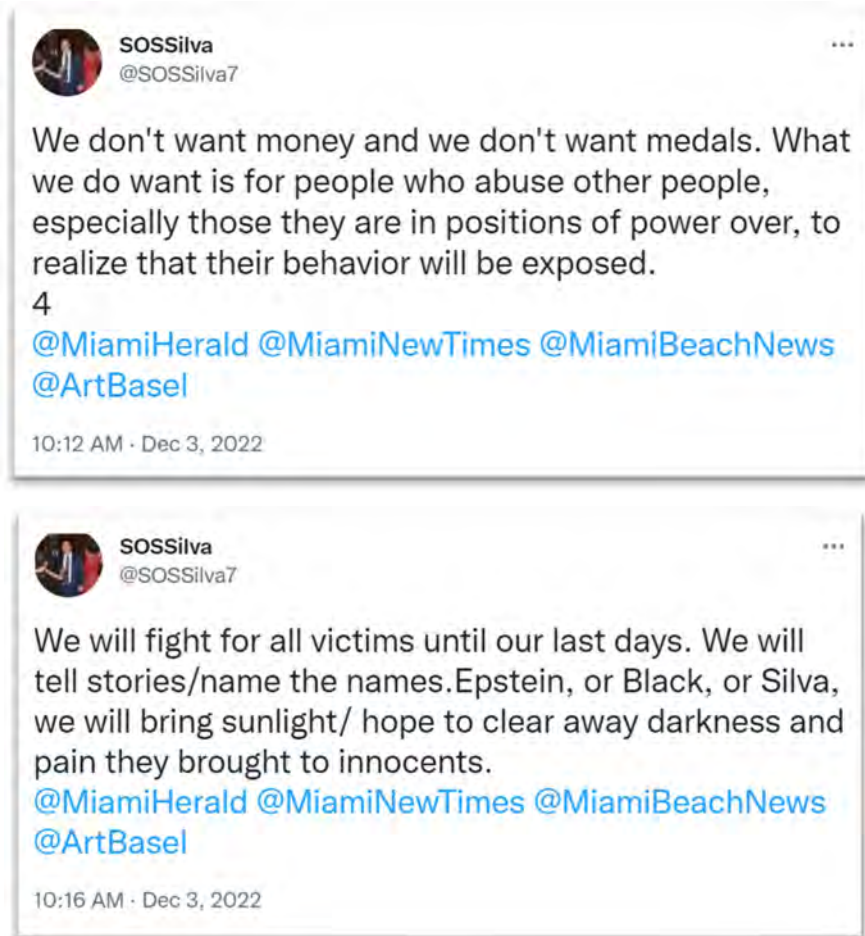 SOSSilva
@SOSSilva7
We don't want money and we don't want medals. What
we do want is for people who abuse other people,
especially those they are in positions of power over, to
realize that their behavior will be exposed.
4
@MiamiHerald @MiamiNewTimes @MiamiBeachNews
@ArtBasel
10:12 AM · Dec 3, 2022
SOSSilva
@SOSSilva7
We will fight for all victims until our last days. We will
tell stories/name the names.Epstein, or Black, or Silva,
we will bring sunlight/ hope to clear away darkness and
pain they brought to innocents.
@MiamiHerald @MiamiNewTimes @MiamiBeachNews
@ArtBasel
10:16 AM · Dec 3, 2022